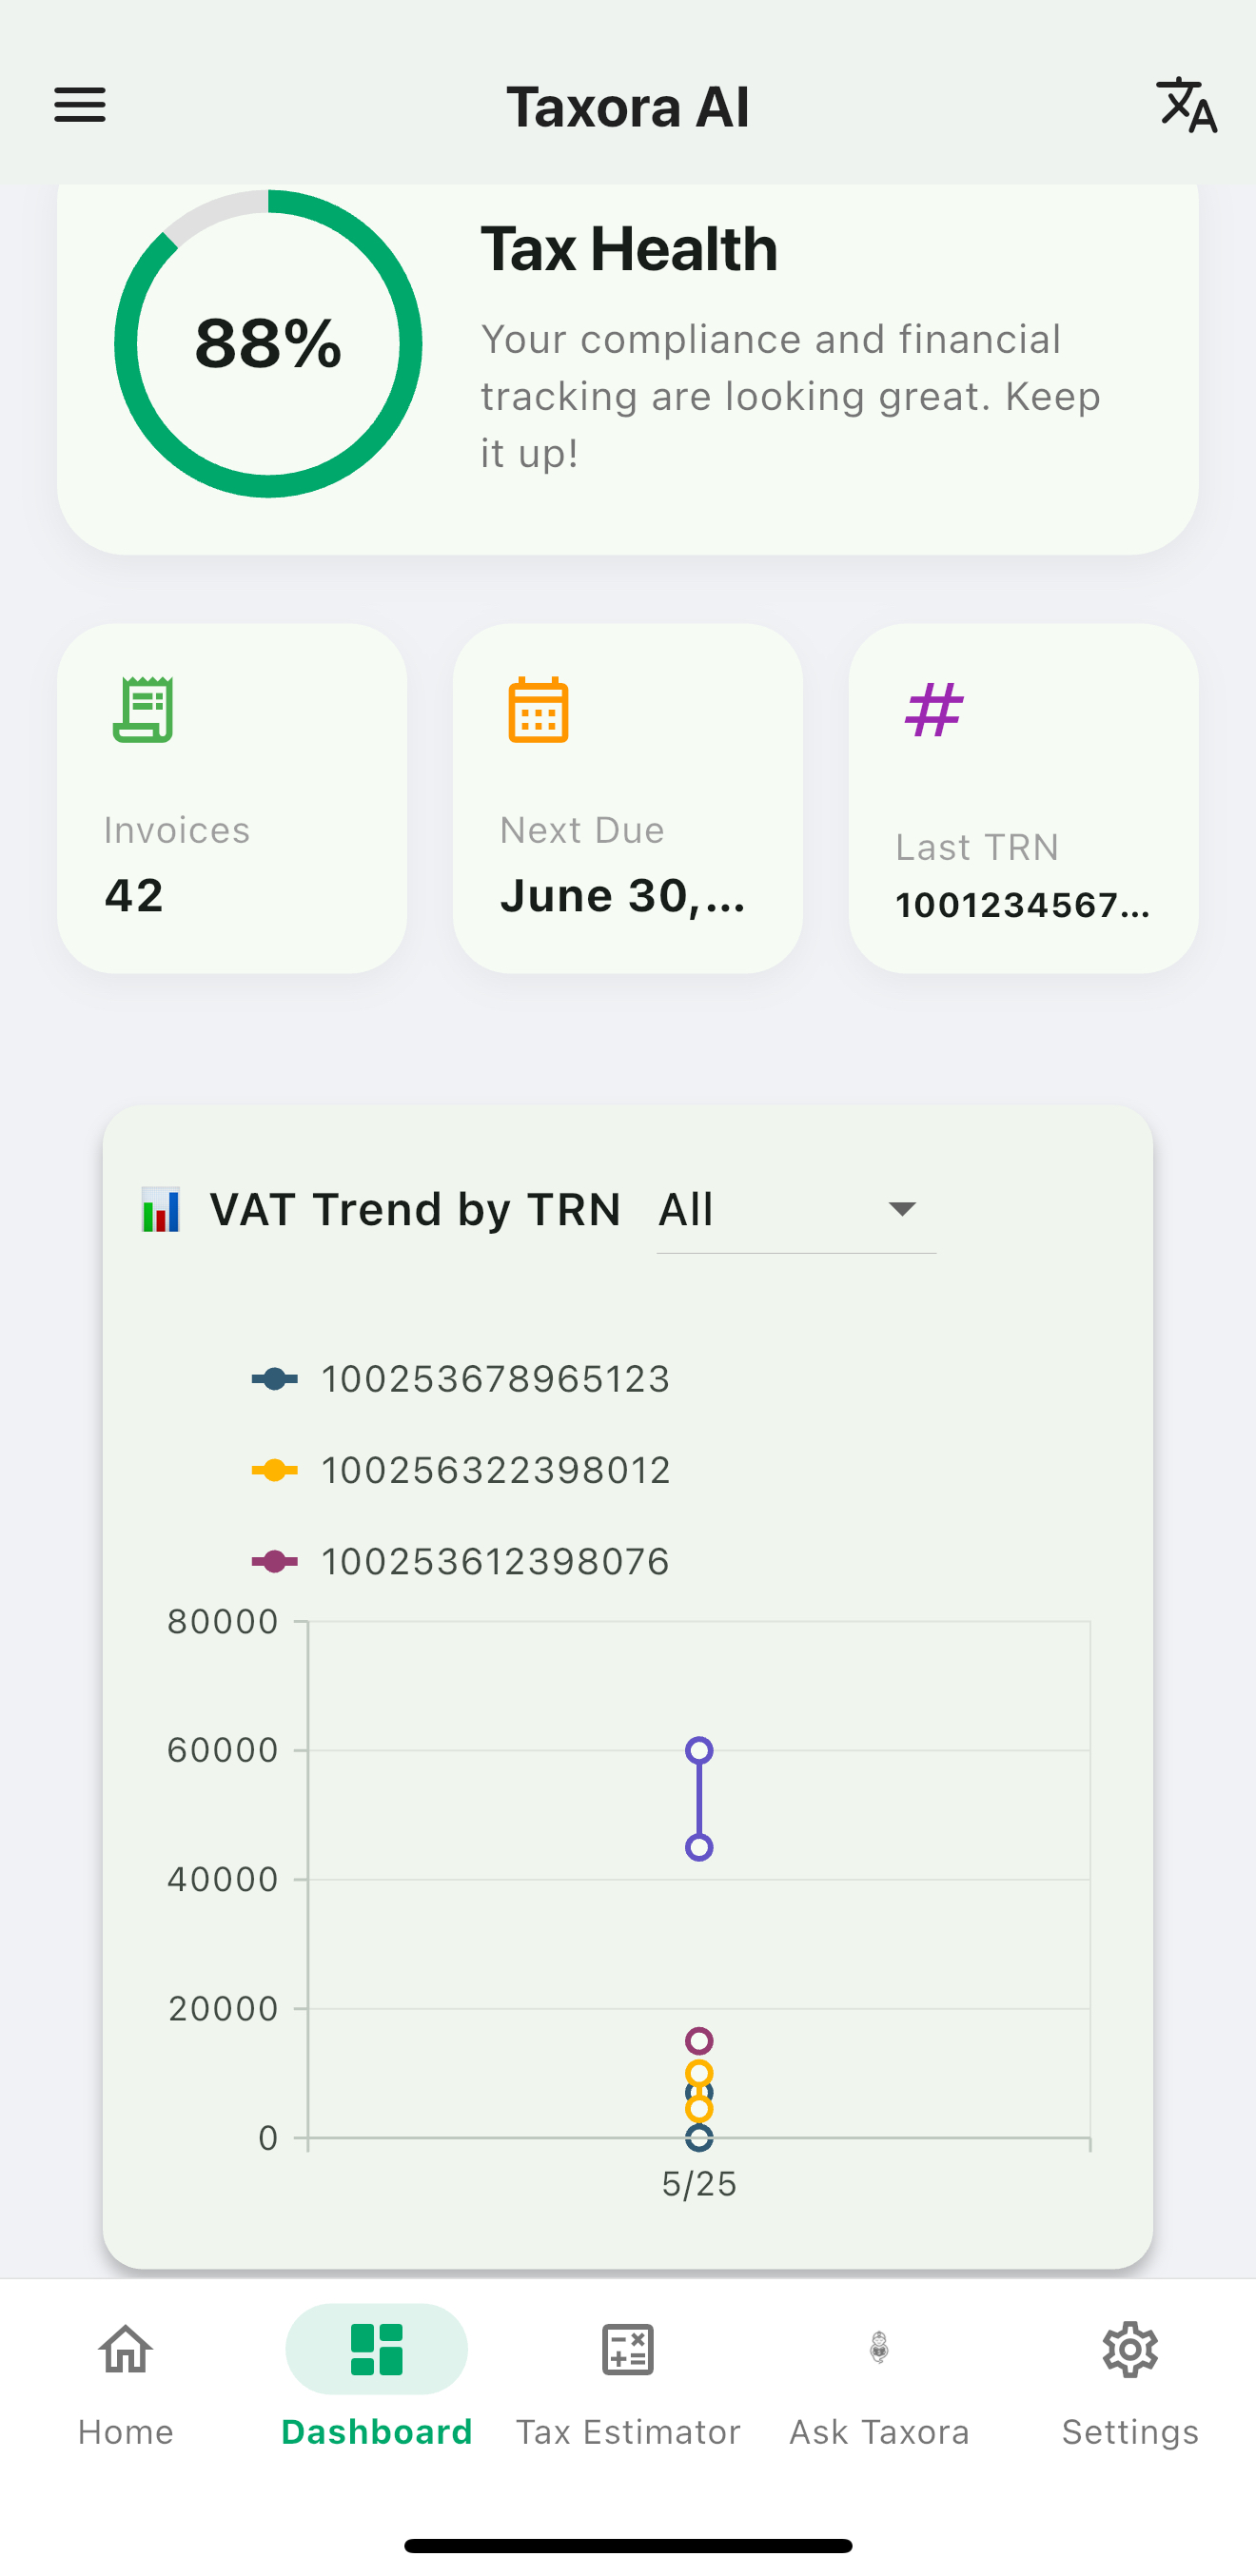 Taxora AI
88%
Tax Health
Your compliance and financial
tracking are looking great. Keep
it up!
Invoices
42
Next Due
June 30,...
Last TRN
1001234567...
VAT Trend by TRN
All
100253678965123
100256322398012
100253612398076
80000
60000
40000
20000
0
5/25
Home
Dashboard
Tax Estimator
Ask Taxora
Settings